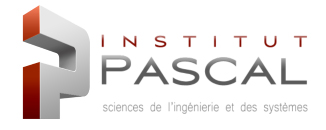 INSTITUT
PASCAL
sciences de l'ingénierie et des systèmes